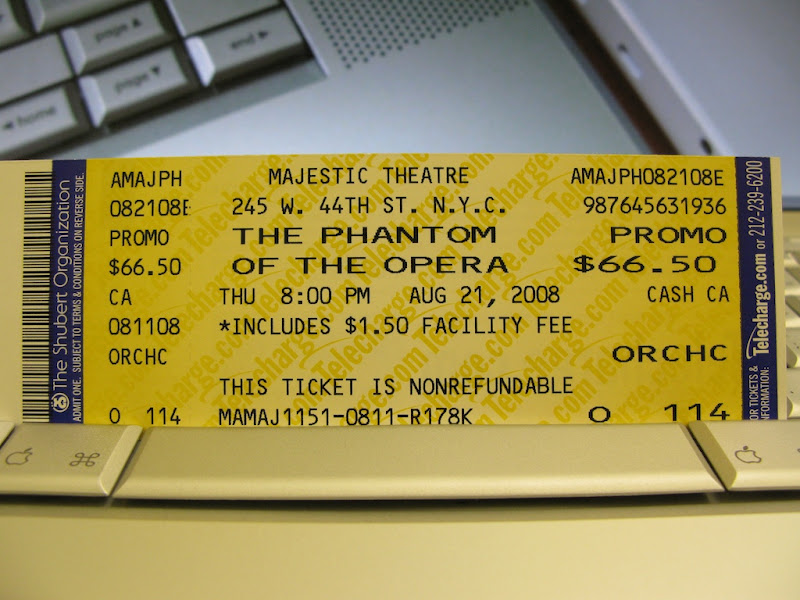 page ▲
page ▼
end
home
AMAJPH MAJESTIC THEATRE AMAJPH082108E
082108E 245 W. 44TH ST. N.Y.C. 987645631936
PROMO THE PHANTOM PROMO
$66.50 OF THE OPERA $66.50
CA THU 8:00 PM AUG 21, 2008 CASH CA
081108 *INCLUDES $1.50 FACILITY FEE
ORCHC ORCHC
THIS TICKET IS NONREFUNDABLE
O 114 MAMAJ1151-0811-R178K O 114
The Shubert Organization
ADMIT ONE. SUBJECT TO TERMS & CONDITIONS ON REVERSE SIDE.
OR TICKETS & INFORMATION: Telecharge.com or 212-239-6200
Telecharge.com
⌘
⌘